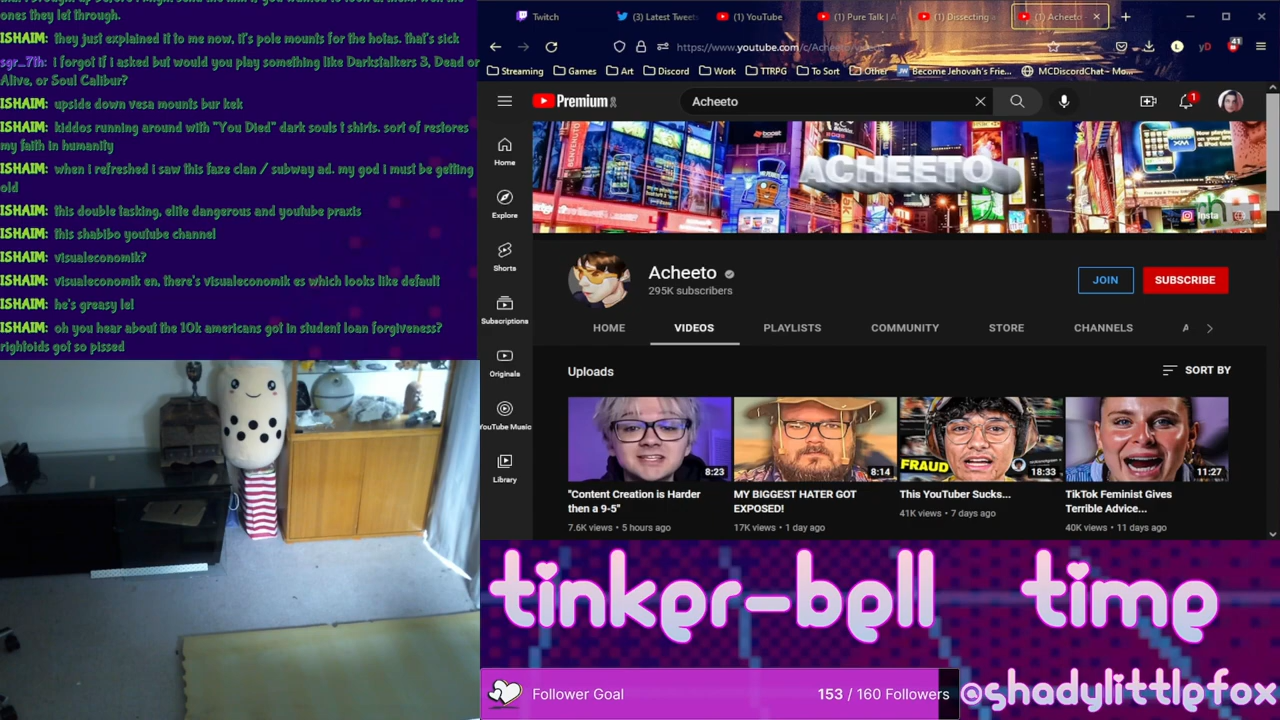 ones they let through.
ISHAIM: they just explained it to me now, it's pole mounts for the hotas. that's sick
sgr_7th: i forgot if i asked but would you play something like Darkstalkers 3, Dead or
Alive, or Soul Calibur?
ISHAIM: upside down vesa mounts bur kek
ISHAIM: kiddos running around with "You Died" dark souls t shirts. sort of restores
my faith in humanity
ISHAIM: when i refreshed i saw this faze clan / subway ad. my god i must be getting
old
ISHAIM: this double tasking, elite dangerous and youtube praxis
ISHAIM: This shabibo youtube channel
ISHAIM: visualeconomik?
ISHAIM: visualeconomik en, there's visualeconomik es which looks like default
ISHAIM: he's greasy lel
ISHAIM: oh you hear about the 10k americans got in student loan forgiveness?
rightoids got so pissed
Twitch
(3) Latest Tweets
(1) YouTube
(1) Pure Talk | A
(1) Dissecting a
(1) Acheeto
https://www.youtube.com/c/Acheeto/videos
41
Streaming
Games
Art
Discord
Work
TTRPG
To Sort
Other
Become Jehovah's Frie...
MCDiscordChat – Mo...
Premium
Acheeto
1
Home
Explore
Shorts
Subscriptions
Originals
YouTube Music
Library
ACHEETO
boost
Insta
Acheeto
295K subscribers
JOIN
SUBSCRIBE
HOME
VIDEOS
PLAYLISTS
COMMUNITY
STORE
CHANNELS
A
Uploads
SORT BY
8:23
8:14
FRAUD
18:33
11:27
"Content Creation is Harder
then a 9-5"
7.6K views • 5 hours ago
MY BIGGEST HATER GOT
EXPOSED!
17K views • 1 day ago
This YouTuber Sucks...
41K views • 7 days ago
TikTok Feminist Gives
Terrible Advice...
40K views • 11 days ago
tinker-bell time
Follower Goal
153 / 160 Followers
@shadylittlefox